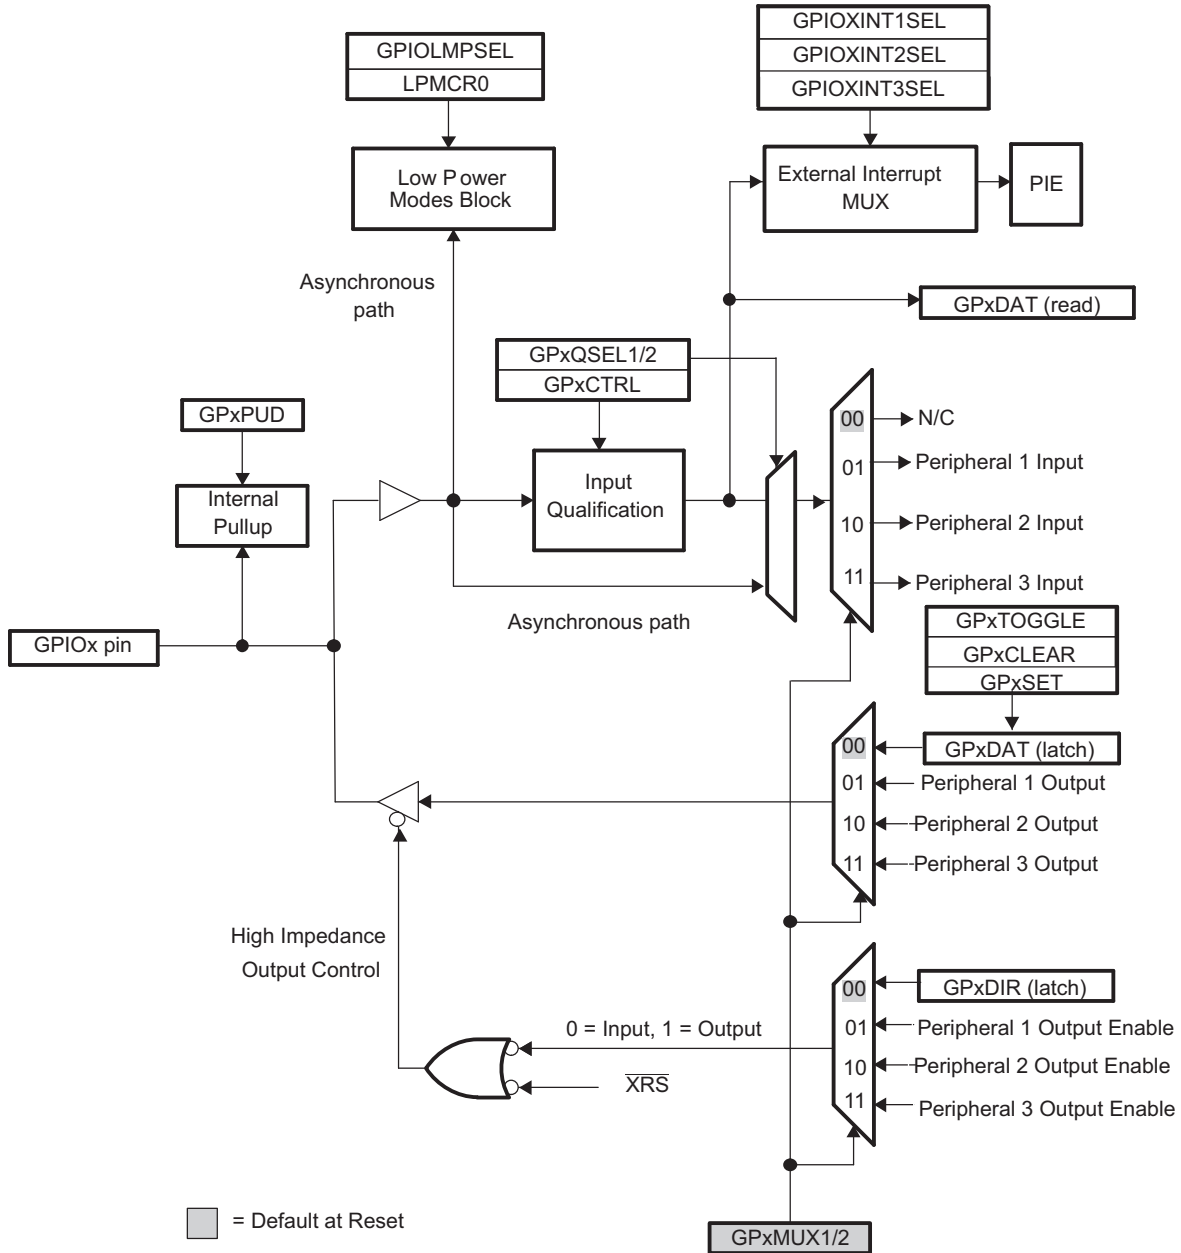 GPIOXINT1SEL
GPIOXINT2SEL
GPIOXINT3SEL
GPIOLMPSEL
LPMCR0
Low Power
Modes Block
External Interrupt
MUX
PIE
Asynchronous
path
GPxDAT (read)
GPxQSEL1/2
GPxCTRL
GPxPUD
Internal
Pullup
Input
Qualification
00
N/C
01
Peripheral 1 Input
10
Peripheral 2 Input
11
Peripheral 3 Input
Asynchronous path
GPIOx pin
GPxTOGGLE
GPxCLEAR
GPxSET
00
GPxDAT (latch)
01
Peripheral 1 Output
10
Peripheral 2 Output
11
Peripheral 3 Output
High Impedance
Output Control
00
GPxDIR (latch)
0 = Input, 1 = Output
01
Peripheral 1 Output Enable
10
Peripheral 2 Output Enable
XRS
11
Peripheral 3 Output Enable
= Default at Reset
GPxMUX1/2